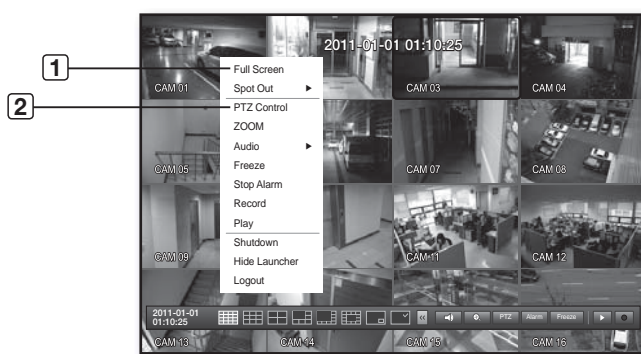 1
2
2011-01-01 01:10:25
CAM 01
CAM 03
CAM 04
Full Screen
Spot Out
PTZ Control
ZOOM
Audio
Freeze
Stop Alarm
Record
Play
Shutdown
Hide Launcher
Logout
CAM 05
CAM 07
CAM 08
CAM 09
CAM 11
CAM 12
2011-01-01
01:10:25
PTZ
Alarm
Freeze
CAM 13
CAM 14
CAM 15
CAM 16